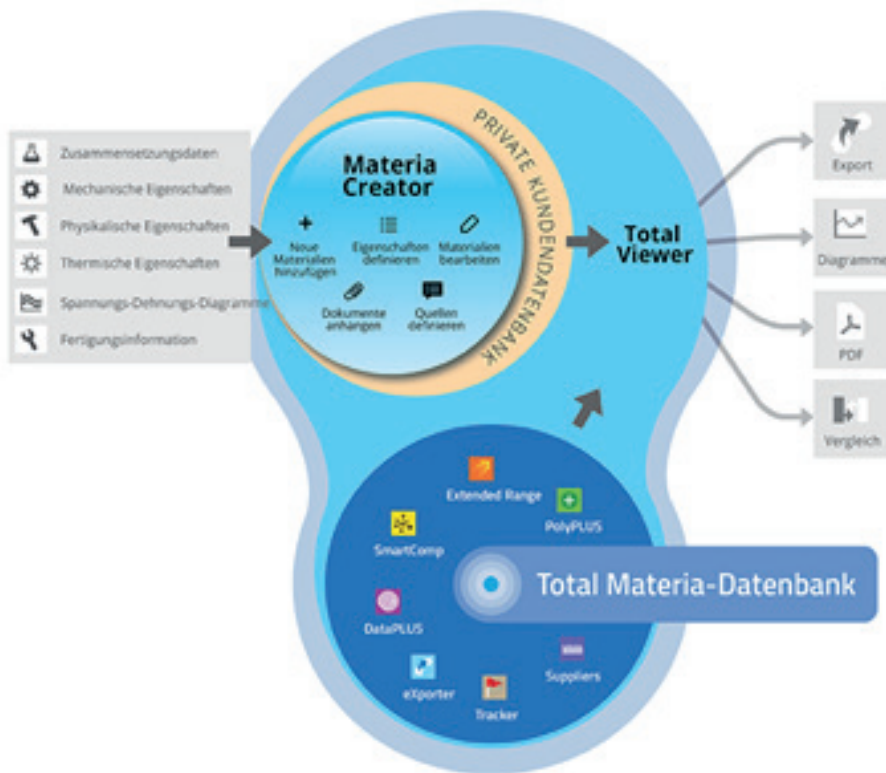 Zusammensetzungsdaten
Mechanische Eigenschaften
Physikalische Eigenschaften
Thermische Eigenschaften
Spannungs-Dehnungs-Diagramme
Fertigungsinformation
Materia
Creator
Neue
Materialien
hinzufügen
Eigenschaften
definieren
Materialien
bearbeiten
Dokumente
anhängen
Quellen
definieren
PRIVATE KUNDENDATENBANK
Total
Viewer
Export
Diagramme
PDF
Vergleich
Extended Range
PolyPLUS
SmartComp
Total Materia-Datenbank
DataPLUS
Suppliers
eXporter
Tracker